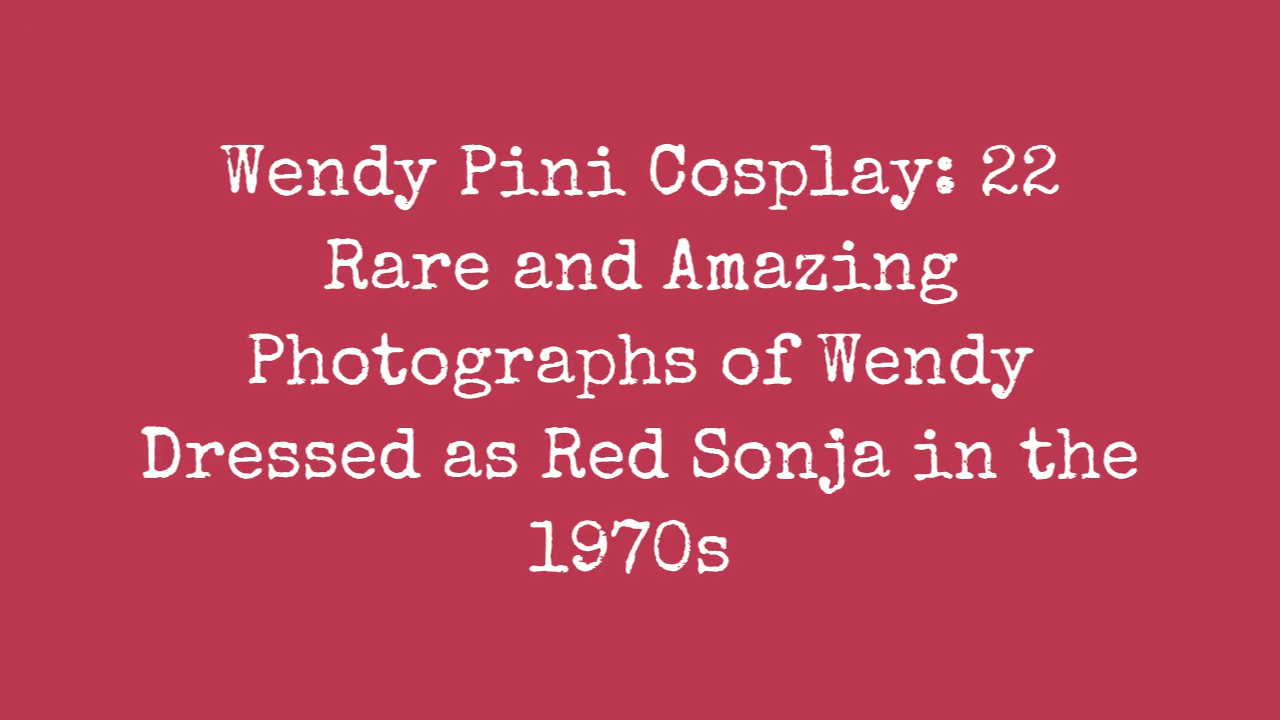 Wendy Pini Cosplay: 22
Rare and Amazing
Photographs of Wendy
Dressed as Red Sonja in the
1970s